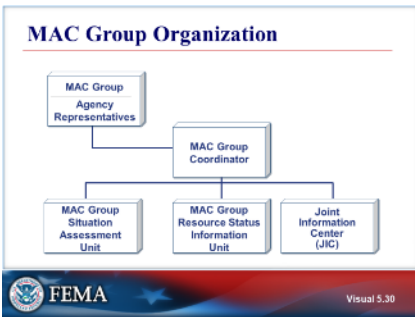 MAC Group Organization
MAC Group
Agency
Representatives
MAC Group
Coordinator
MAC Group
Situation
Assessment
Unit
MAC Group
Resource Status
Information
Unit
Joint
Information
Center
(JIC)
FEMA
Visual 5.30